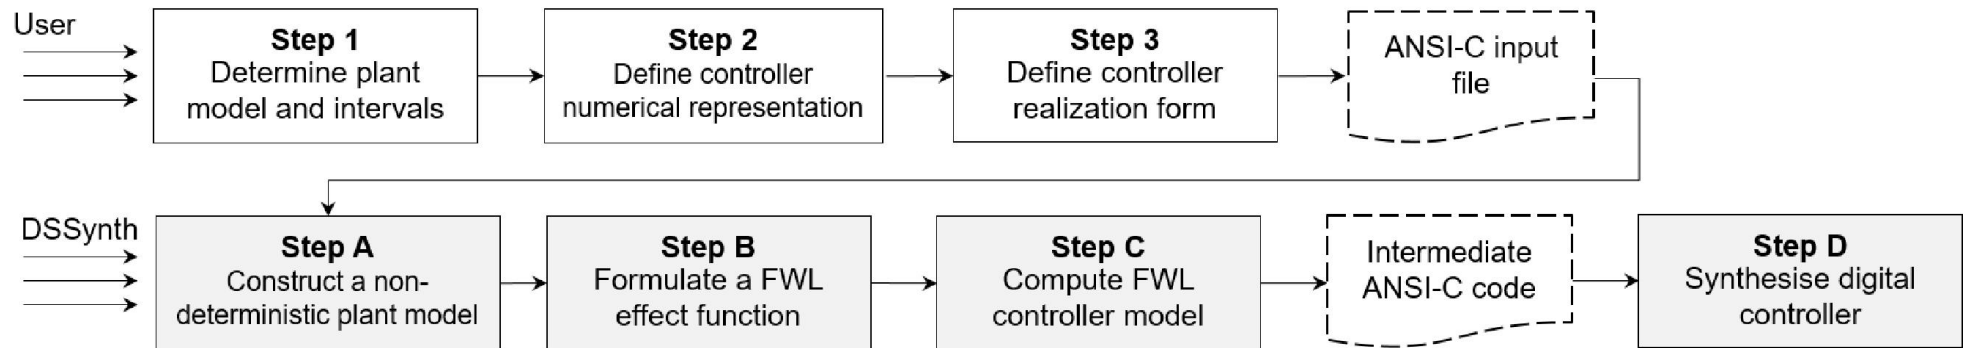 User
Step 1
Determine plant
model and intervals
Step 2
Define controller
numerical representation
Step 3
Define controller
realization form
ANSI-C input
file
DSSynth
Step A
Construct a non-
deterministic plant model
Step B
Formulate a FWL
effect function
Step C
Compute FWL
controller model
Intermediate
ANSI-C code
Step D
Synthesise digital
controller